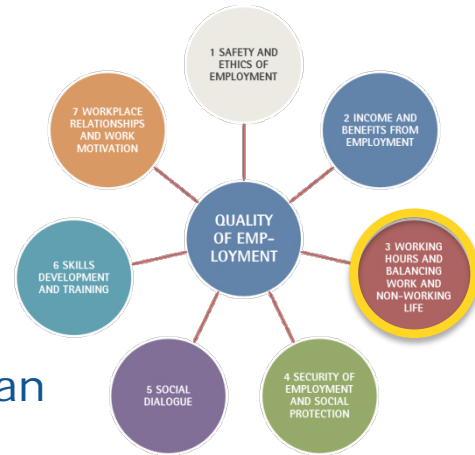 1 SAFETY AND
ETHICS OF
EMPLOYMENT
2 INCOME AND
BENEFITS FROM
EMPLOYMENT
3 WORKING
HOURS AND
BALANCING
WORK AND
NON-WORKING
LIFE
4 SECURITY OF
EMPLOYMENT
AND SOCIAL
PROTECTION
5 SOCIAL
DIALOGUE
6 SKILLS
DEVELOPMENT
AND TRAINING
7 WORKPLACE
RELATIONSHIPS
AND WORK
MOTIVATION
QUALITY
OF EMP-
LOYMENT
an